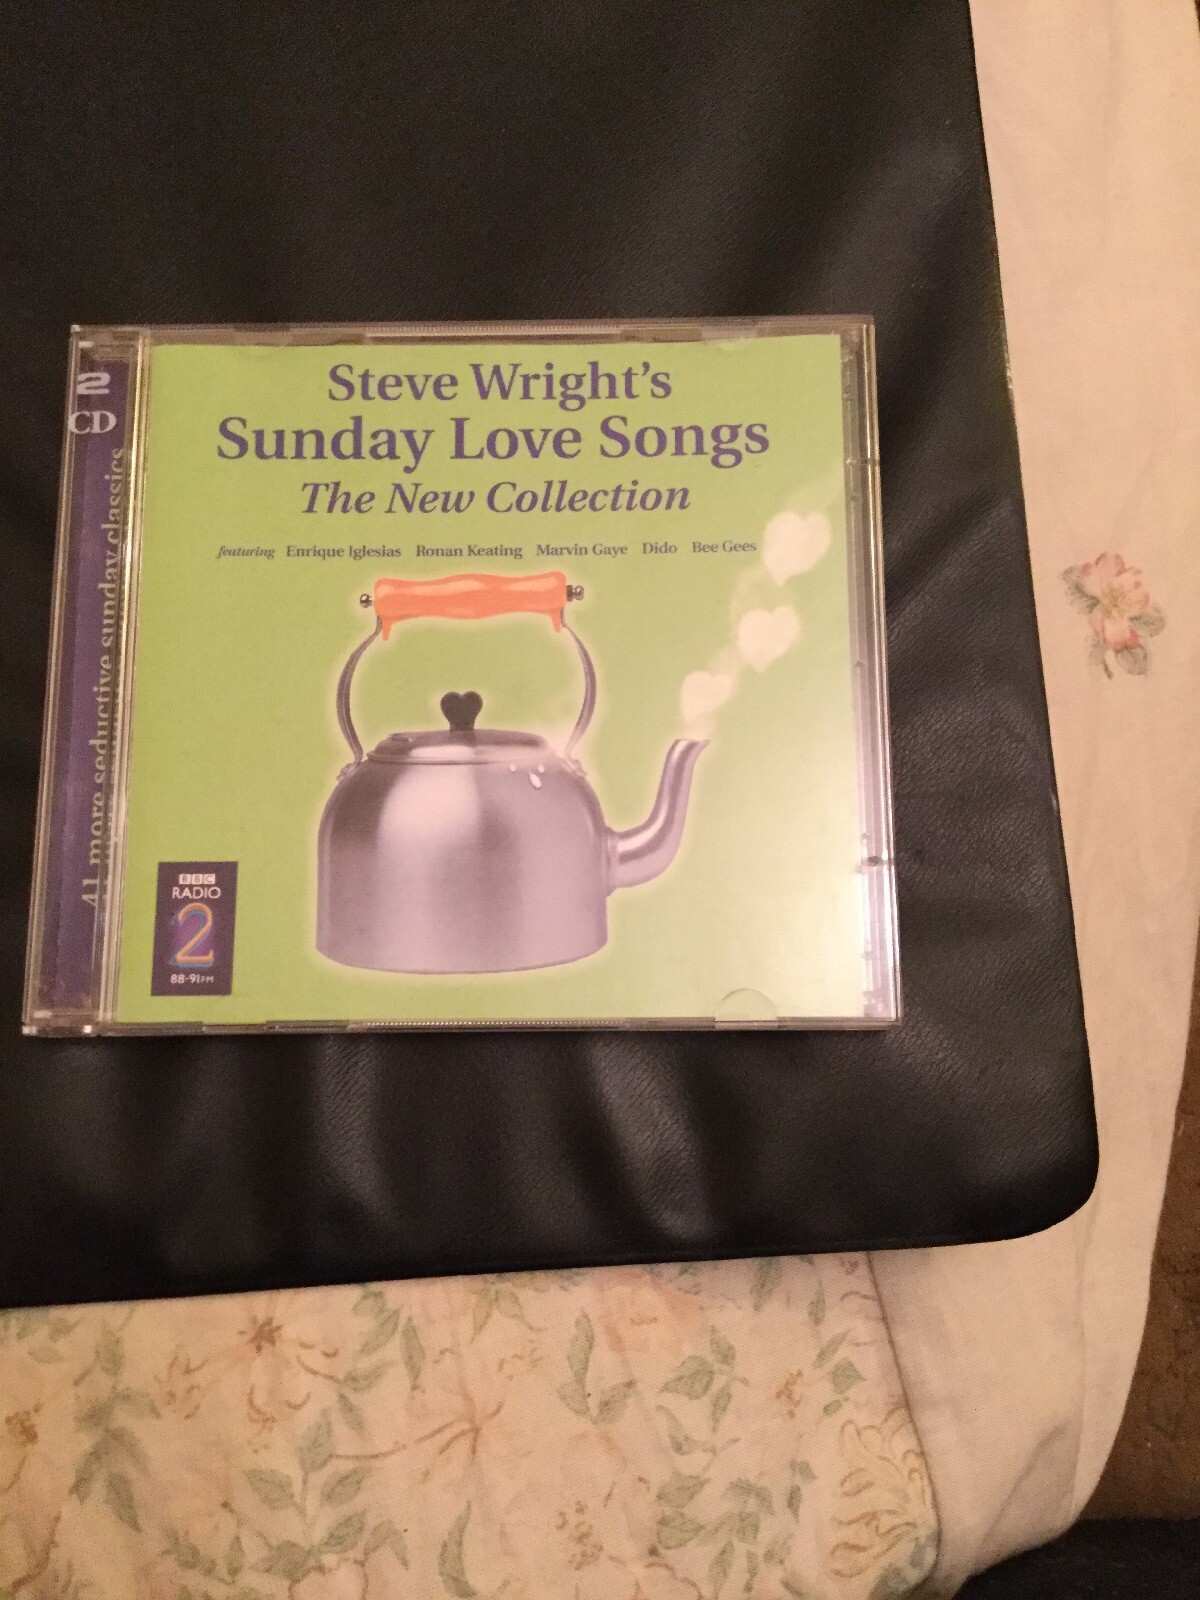 Steve Wright's
Sunday Love Songs
The New Collection
featuring Enrique Iglesias Ronan Keating Marvin Gaye Dido Bee Gees
2
CD
41 more seductive sunday classics
BBC
RADIO
2
88-91FM